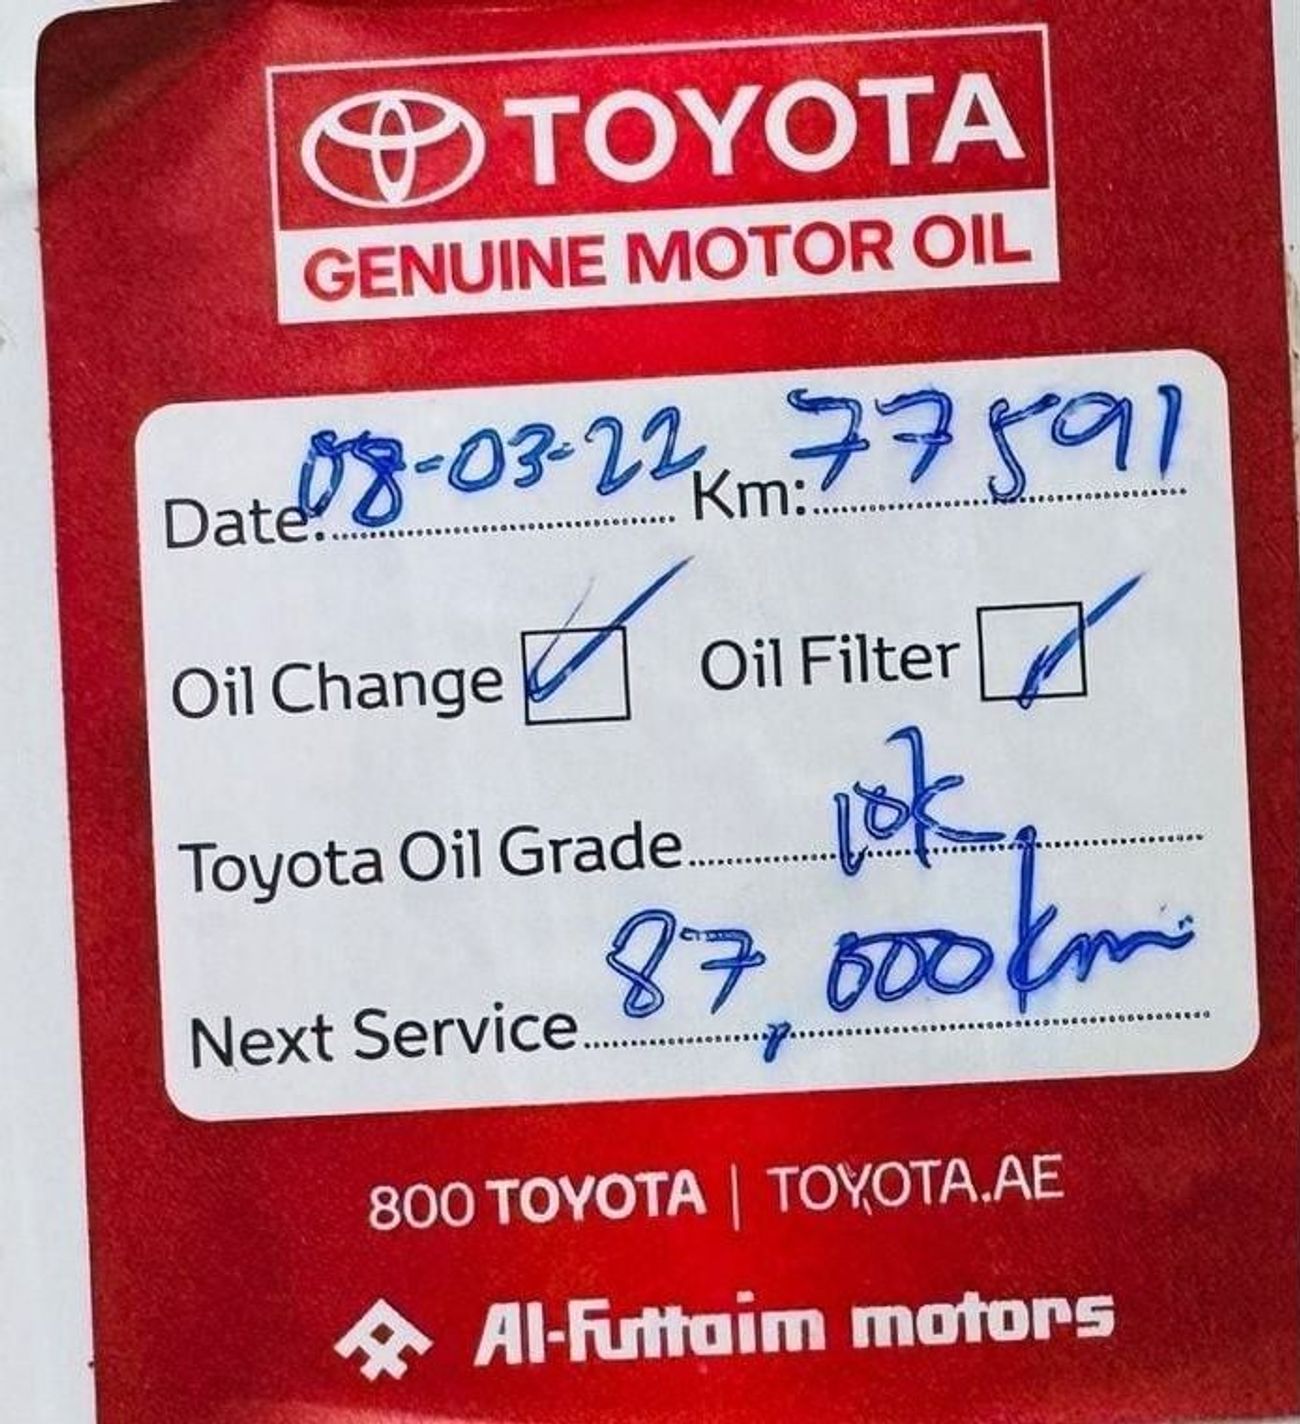 TOYOTA
GENUINE MOTOR OIL
Date: 08-03-22 Km: 77591
Oil Change ✓ Oil Filter ✓
Toyota Oil Grade 10k
Next Service 87,000 km
800 TOYOTA | TOYOTA.AE
Al-Futtaim motors